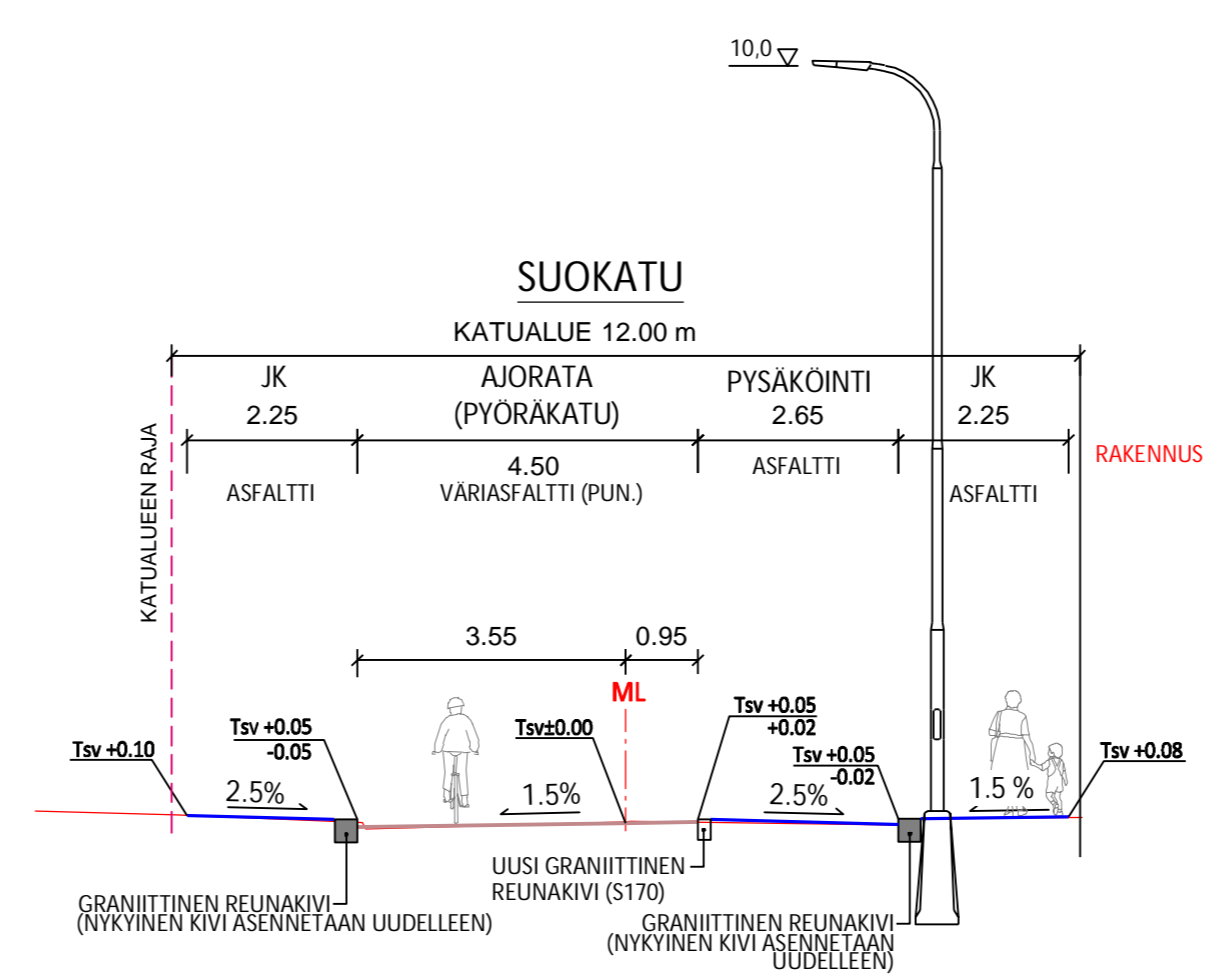 10,0
SUOKATU
KATUALUE 12.00 m
JK
2.25
AJORATA
(PYÖRÄKATU)
PYSÄKÖINTI
2.65
JK
2.25
KATUALUEEN RAJA
RAKENNUS
ASFALTTI
4.50
VÄRIASFALTTI (PUN.)
ASFALTTI
ASFALTTI
3.55
0.95
ML
Tsv +0.10
Tsv +0.05
-0.05
Tsv±0.00
Tsv +0.05
+0.02
Tsv +0.05
-0.02
Tsv +0.08
2.5%
1.5%
2.5%
1.5 %
UUSI GRANIITTINEN
REUNAKIVI (S170)
GRANIITTINEN REUNAKIVI
(NYKYINEN KIVI ASENNETAAN UUDELLEEN)
GRANIITTINEN REUNAKIVI
(NYKYINEN KIVI ASENNETAAN
UUDELLEEN)